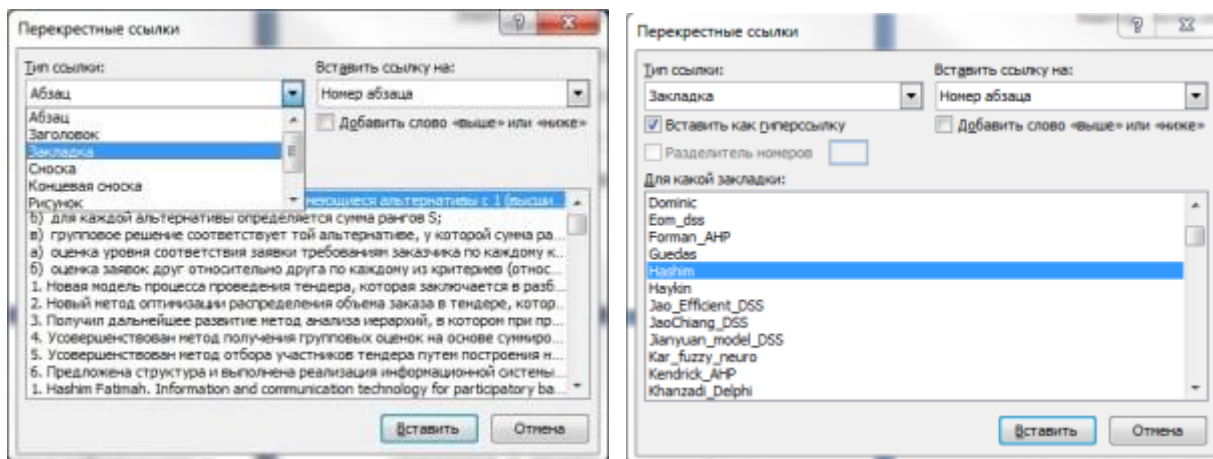 Перекрестные ссылки
Тип ссылки:
Вставить ссылку на:
Абзац
Номер абзаца
Абзац
Заголовок
Закладка
Сноска
Концевая сноска
Рисунок
Добавить слово «выше» или «ниже»
меющиеся альтернативы с 1 (высши...
б) для каждой альтернативы определяется сумма рангов S;
в) групповое решение соответствует той альтернативе, у которой сумма ра...
а) оценка уровня соответствия заявки требованиям заказчика по каждому к...
б) оценка заявок друг относительно друга по каждому из критериев (относ...
1. Новая модель процесса проведения тендера, которая заключается в разб...
2. Новый метод оптимизации распределения объема заказа в тендере, котор...
3. Получил дальнейшее развитие метод анализа иерархий, в котором при пр...
4. Усовершенствован метод получения групповых оценок на основе суммиро...
5. Усовершенствован метод отбора участников тендера путем построения н...
6. Предложена структура и выполнена реализация информационной системы...
1. Hashim Fatimah. Information and communication technology for participatory ba...
Вставить
Отмена
Перекрестные ссылки
Тип ссылки:
Вставить ссылку на:
Закладка
Номер абзаца
Вставить как гиперссылку
Добавить слово «выше» или «ниже»
Разделитель номеров
Для какой закладки:
Dominic
Eom_dss
Forman_AHP
Guedas
Hashim
Haykin
Jao_Efficient_DSS
JaoChiang_DSS
Jianyuan_model_DSS
Kar_fuzzy_neuro
Kendrick_AHP
Khanzadi_Delphi
Вставить
Отмена